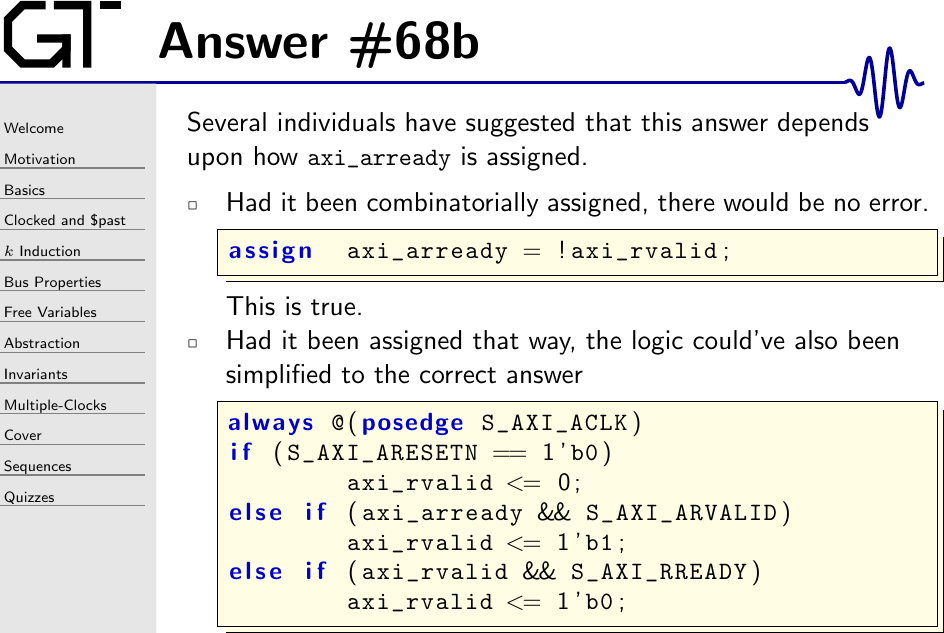 GT
Answer #68b
Welcome
Motivation
Basics
Clocked and $past
k Induction
Bus Properties
Free Variables
Abstraction
Invariants
Multiple-Clocks
Cover
Sequences
Quizzes
Several individuals have suggested that this answer depends
upon how axi_arready is assigned.
▫ Had it been combinatorially assigned, there would be no error.
assign axi_arready = !axi_rvalid;
This is true.
▫ Had it been assigned that way, the logic could've also been
simplified to the correct answer
always @(posedge S_AXI_ACLK)
if (S_AXI_ARESETN == 1'b0)
axi_rvalid <= 0;
else if (axi_arready && S_AXI_ARVALID)
axi_rvalid <= 1'b1;
else if (axi_rvalid && S_AXI_RREADY)
axi_rvalid <= 1'b0;